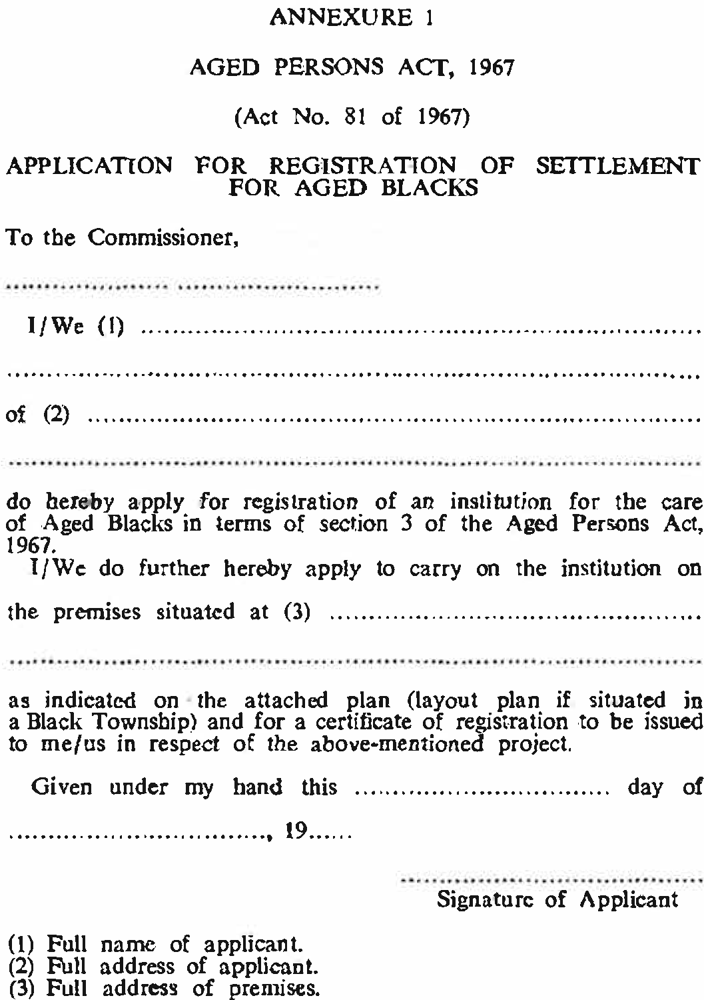 ANNEXURE 1
AGED PERSONS ACT, 1967
(Act No. 81 of 1967)
APPLICATION FOR REGISTRATION OF SETTLEMENT
FOR AGED BLACKS
To the Commissioner,
................................................
I/We (1) ................................................
................................................
of (2) ................................................
................................................
do hereby apply for registration of an institution for the care
of Aged Blacks in terms of section 3 of the Aged Persons Act,
1967.
I/We do further hereby apply to carry on the institution on
the premises situated at (3) ................................................
................................................
as indicated on the attached plan (layout plan if situated in
a Black Township) and for a certificate of registration to be issued
to me/us in respect of the above-mentioned project.
Given under my hand this ................................ day of
................................, 19......
................................................
Signature of Applicant
(1) Full name of applicant.
(2) Full address of applicant.
(3) Full address of premises.